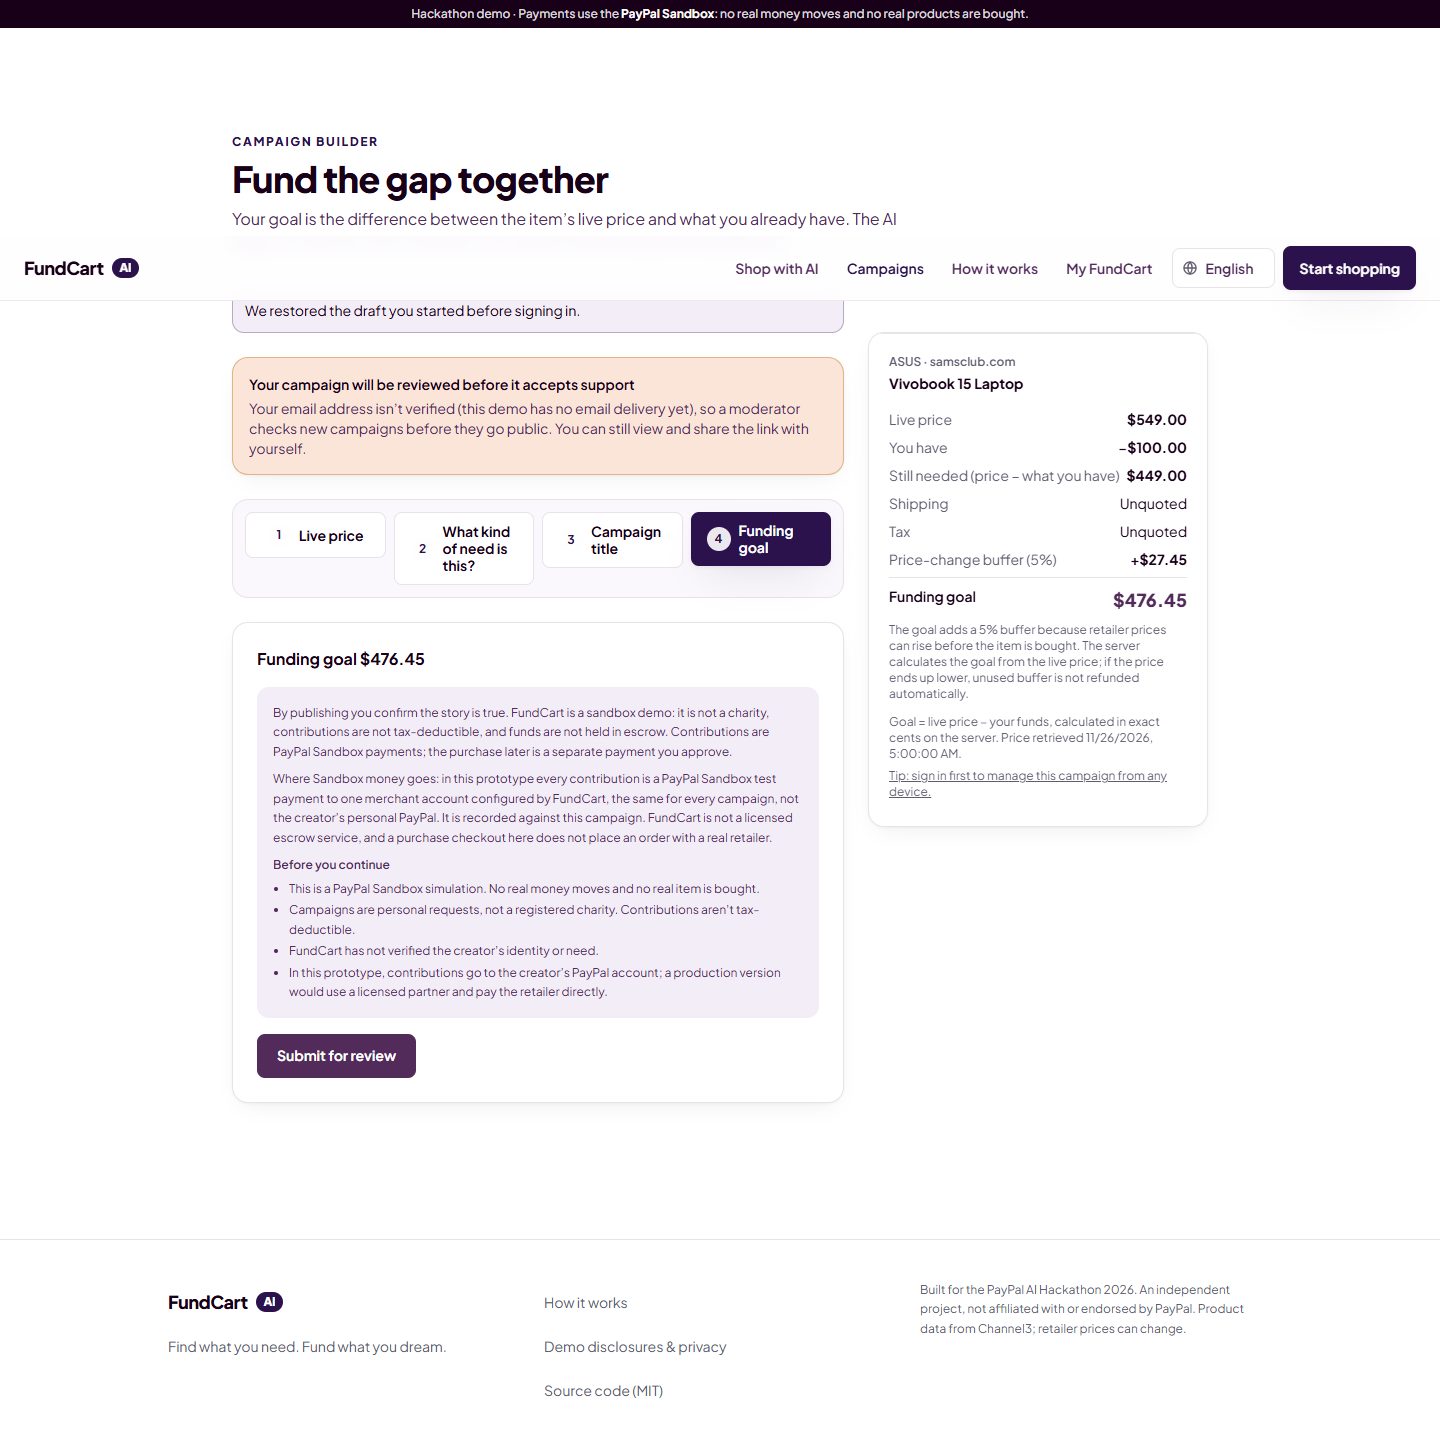 Hackathon demo · Payments use the PayPal Sandbox: no real money moves and no real products are bought.
CAMPAIGN BUILDER
Fund the gap together
Your goal is the difference between the item’s live price and what you already have. The AI
FundCart AI
Shop with AI
Campaigns
How it works
My FundCart
English
Start shopping
We restored the draft you started before signing in.
Your campaign will be reviewed before it accepts support
Your email address isn’t verified (this demo has no email delivery yet), so a moderator
checks new campaigns before they go public. You can still view and share the link with
yourself.
1 Live price
2 What kind
of need is
this?
3 Campaign
title
4 Funding
goal
Funding goal $476.45
By publishing you confirm the story is true. FundCart is a sandbox demo: it is not a charity,
contributions are not tax-deductible, and funds are not held in escrow. Contributions are
PayPal Sandbox payments; the purchase later is a separate payment you approve.
Where Sandbox money goes: in this prototype every contribution is a PayPal Sandbox test
payment to one merchant account configured by FundCart, the same for every campaign, not
the creator’s personal PayPal. It is recorded against this campaign. FundCart is not a licensed
escrow service, and a purchase checkout here does not place an order with a real retailer.
Before you continue
• This is a PayPal Sandbox simulation. No real money moves and no real item is bought.
• Campaigns are personal requests, not a registered charity. Contributions aren’t tax-
deductible.
• FundCart has not verified the creator’s identity or need.
• In this prototype, contributions go to the creator’s PayPal account; a production version
would use a licensed partner and pay the retailer directly.
Submit for review
ASUS · samsclub.com
Vivobook 15 Laptop
Live price $549.00
You have −$100.00
Still needed (price − what you have) $449.00
Shipping Unquoted
Tax Unquoted
Price-change buffer (5%) +$27.45
Funding goal $476.45
The goal adds a 5% buffer because retailer prices
can rise before the item is bought. The server
calculates the goal from the live price; if the price
ends up lower, unused buffer is not refunded
automatically.
Goal = live price − your funds, calculated in exact
cents on the server. Price retrieved 11/26/2026,
5:00:00 AM.
Tip: sign in first to manage this campaign from any
device.
FundCart AI
Find what you need. Fund what you dream.
How it works
Demo disclosures & privacy
Source code (MIT)
Built for the PayPal AI Hackathon 2026. An independent
project, not affiliated with or endorsed by PayPal. Product
data from Channel3; retailer prices can change.